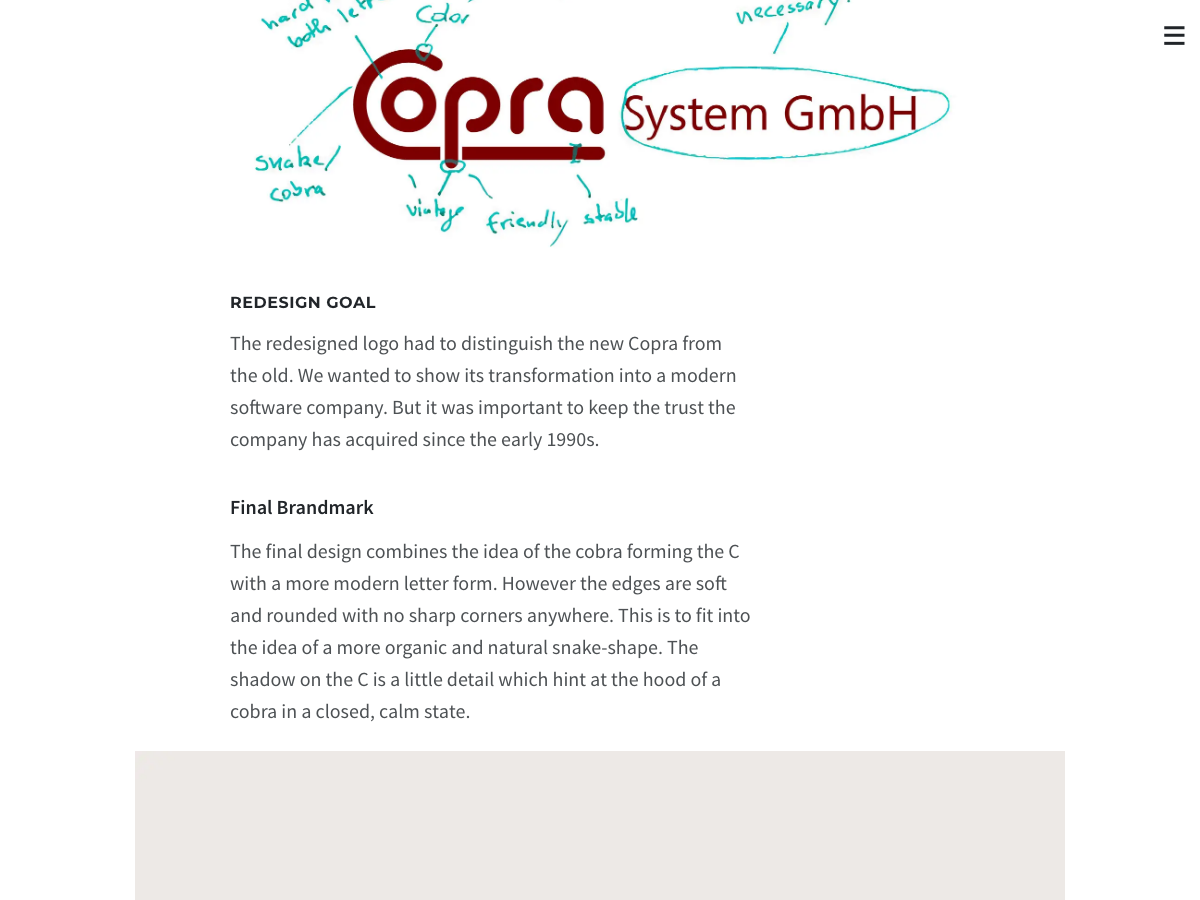 hard
both
Color
necessary
Copra System GmbH
snake/
cobra
vintage
friendly
stable
REDESIGN GOAL
The redesigned logo had to distinguish the new Copra from
the old. We wanted to show its transformation into a modern
software company. But it was important to keep the trust the
company has acquired since the early 1990s.
Final Brandmark
The final design combines the idea of the cobra forming the C
with a more modern letter form. However the edges are soft
and rounded with no sharp corners anywhere. This is to fit into
the idea of a more organic and natural snake-shape. The
shadow on the C is a little detail which hint at the hood of a
cobra in a closed, calm state.